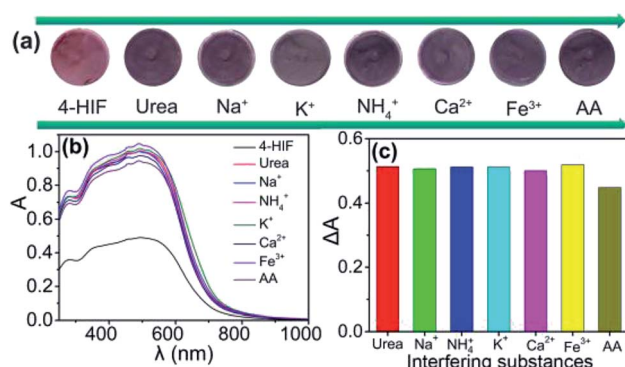 (a)
4-HIF Urea Na⁺ K⁺ NH₄⁺ Ca²⁺ Fe³⁺ AA
(b)
A
1.0
0.8
0.6
0.4
0.2
0.0
400 600 800 1000
λ (nm)
4-HIF
Urea
Na⁺
NH₄⁺
K⁺
Ca²⁺
Fe³⁺
AA
(c)
ΔA
0.6
0.4
0.2
0.0
Urea Na⁺ NH₄⁺ K⁺ Ca²⁺ Fe³⁺ AA
Interfering substances